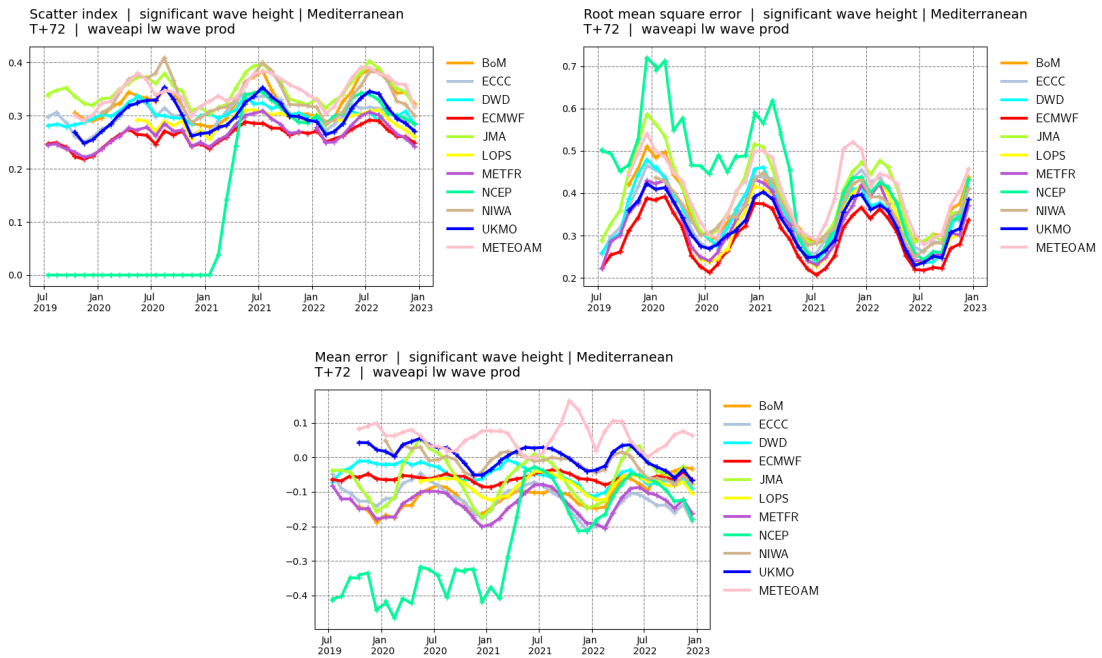 Scatter index | significant wave height | Mediterranean
T+72 | waveapi lw wave prod
0.4
0.3
0.2
0.1
0.0
Jul 2019
Jan 2020
Jul 2020
Jan 2021
Jul 2021
Jan 2022
Jul 2022
Jan 2023
BoM
ECCC
DWD
ECMWF
JMA
LOPS
METFR
NCEP
NIWA
UKMO
METEOAM
Root mean square error | significant wave height | Mediterranean
T+72 | waveapi lw wave prod
0.7
0.6
0.5
0.4
0.3
0.2
Jul 2019
Jan 2020
Jul 2020
Jan 2021
Jul 2021
Jan 2022
Jul 2022
Jan 2023
BoM
ECCC
DWD
ECMWF
JMA
LOPS
METFR
NCEP
NIWA
UKMO
METEOAM
Mean error | significant wave height | Mediterranean
T+72 | waveapi lw wave prod
0.1
0.0
−0.1
−0.2
−0.3
−0.4
Jul 2019
Jan 2020
Jul 2020
Jan 2021
Jul 2021
Jan 2022
Jul 2022
Jan 2023
BoM
ECCC
DWD
ECMWF
JMA
LOPS
METFR
NCEP
NIWA
UKMO
METEOAM